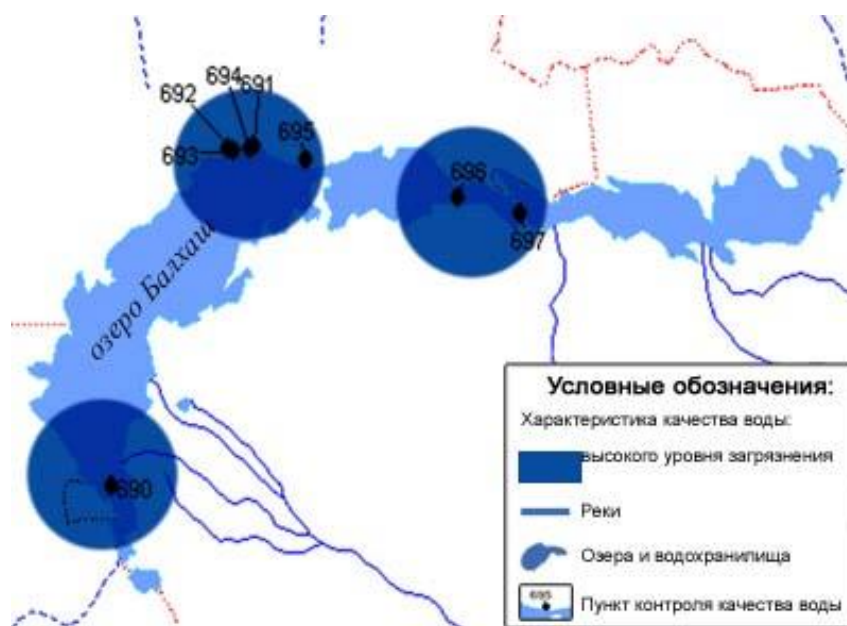 694
691
692
695
693
696
697
озеро Балхаш
690
Условные обозначения:
Характеристика качества воды:
высокого уровня загрязнения
Реки
Озера и водохранилища
695
Пункт контроля качества воды